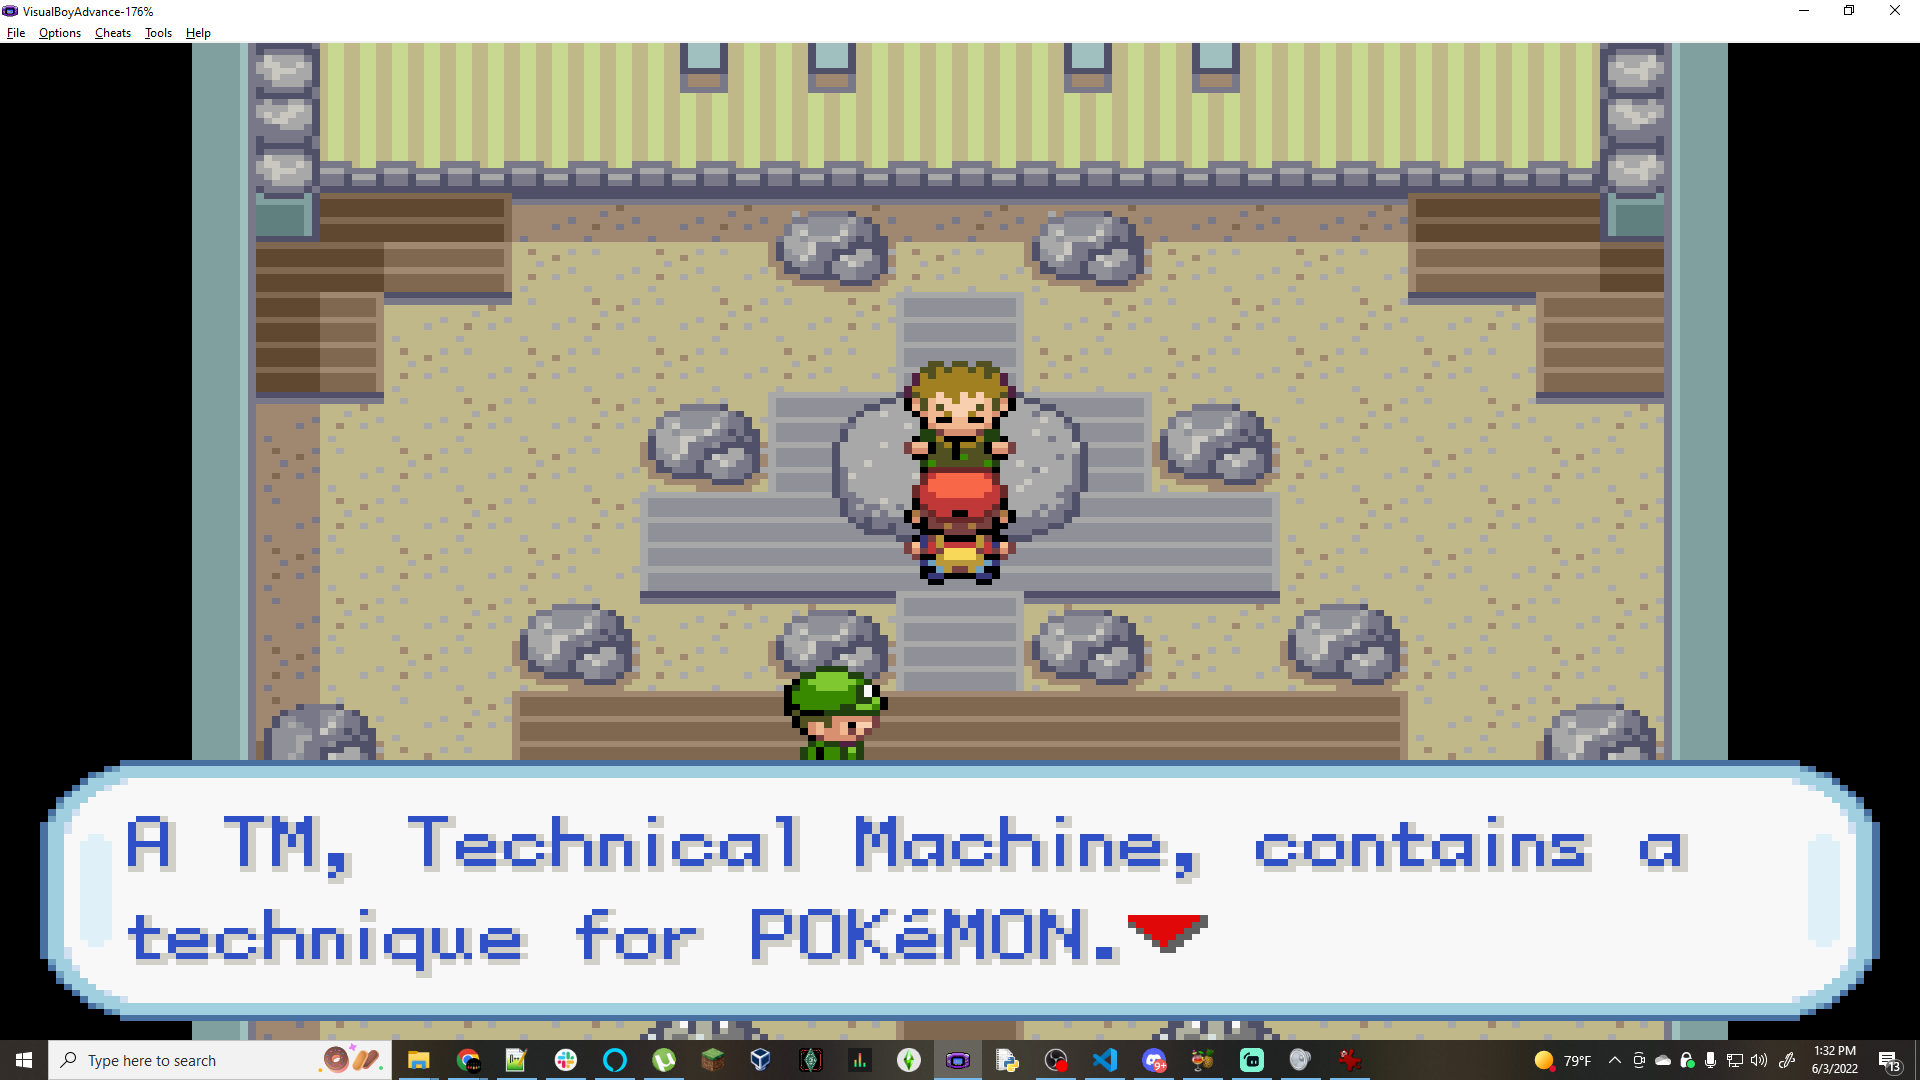 VisualBoyAdvance-176%
File Options Cheats Tools Help
A TM, Technical Machine, contains a
technique for POKéMON.
Type here to search
9+
79°F
1:32 PM
6/3/2022
13